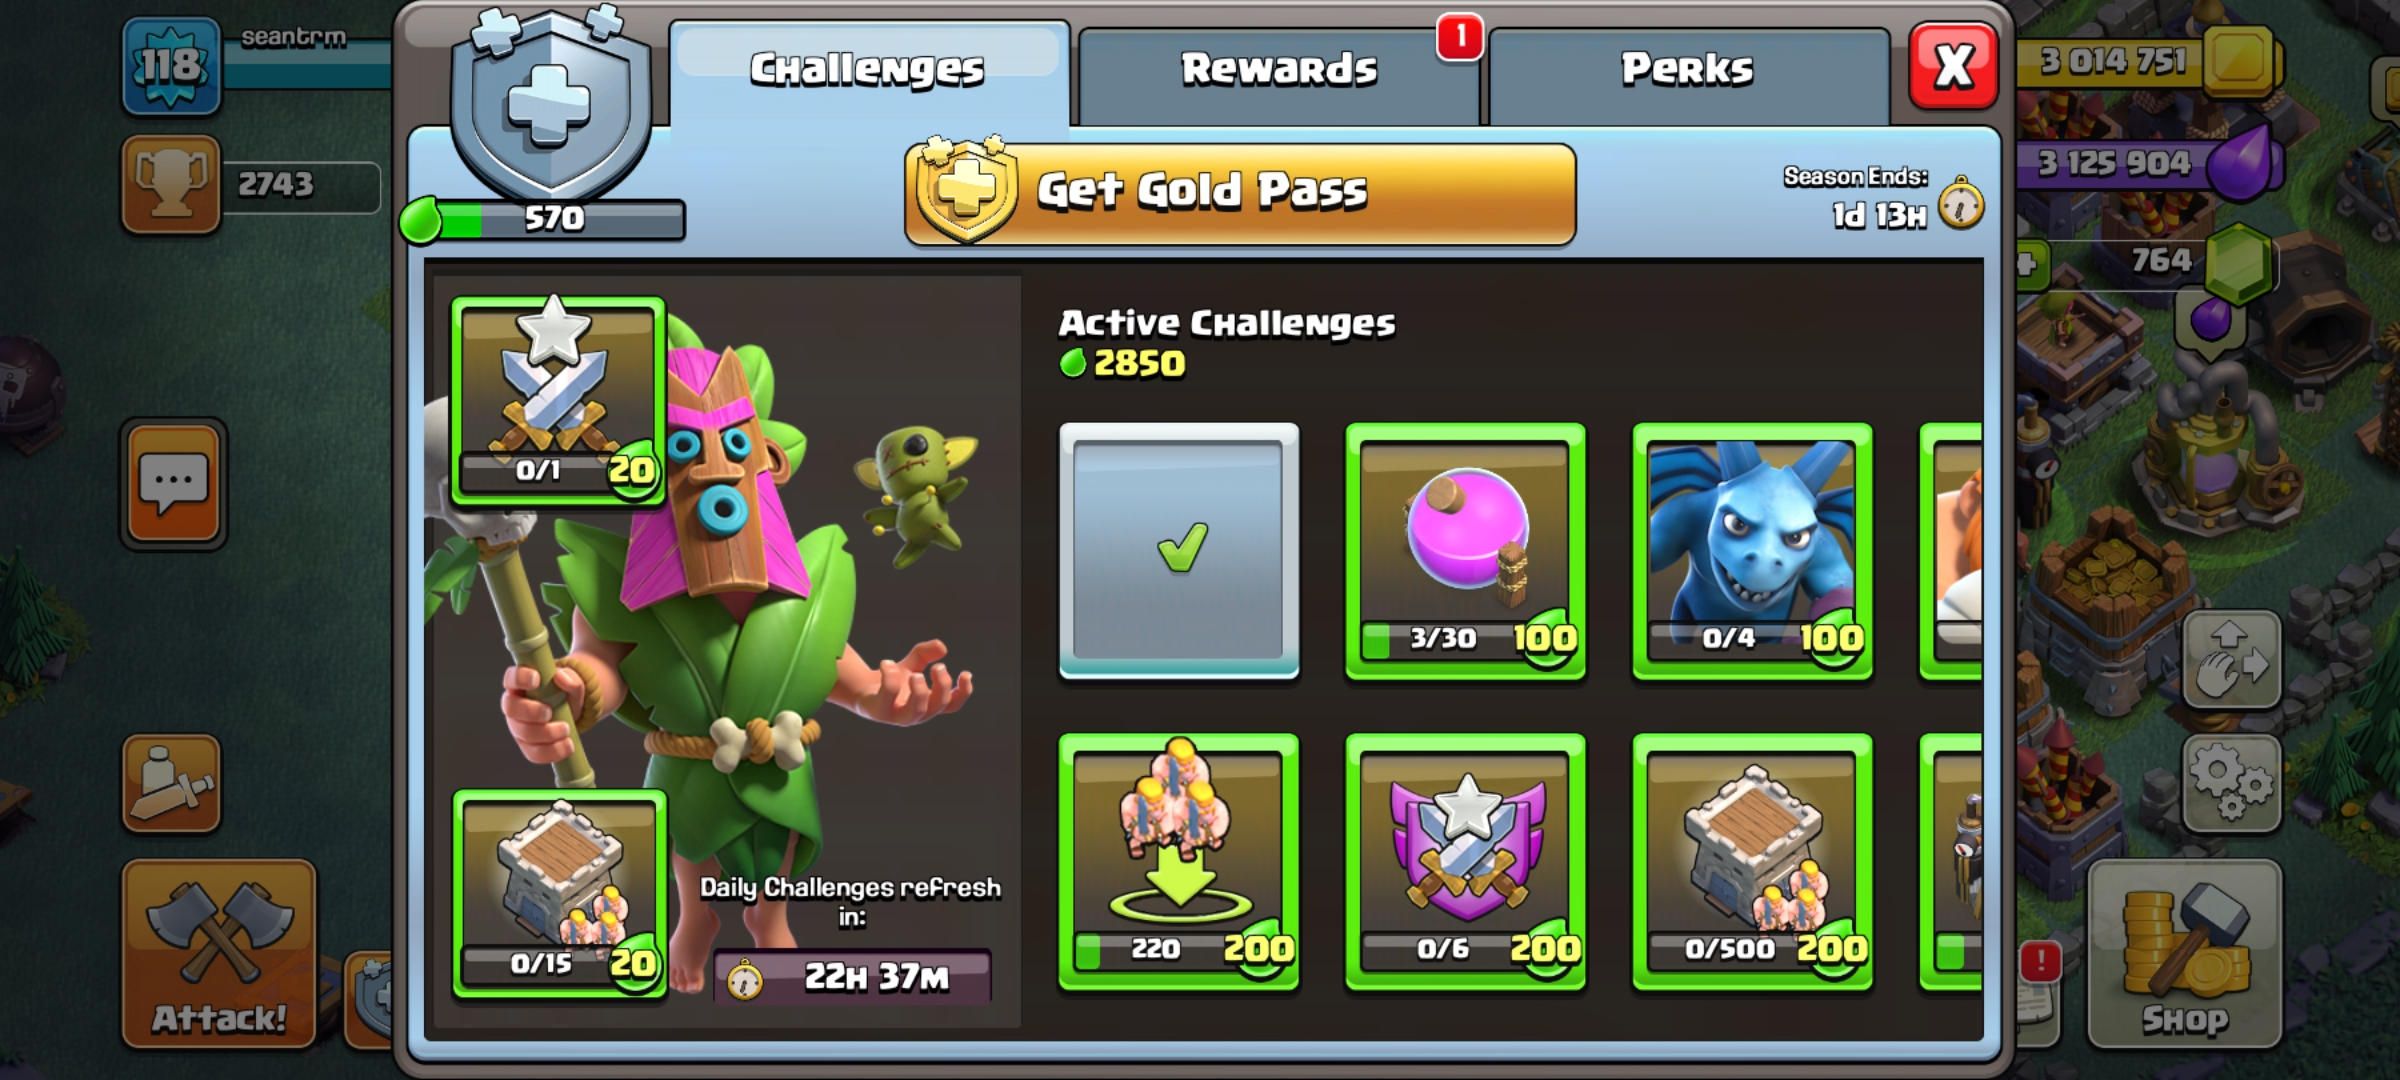 118
seantrm
2743
Challenges
Rewards
1
Perks
X
3 014 751
3 125 904
764
570
Get Gold Pass
Season Ends:
1d 13H
Active Challenges
2850
0/1
20
3/30
100
0/4
100
220
200
0/6
200
0/500
200
0/15
20
Daily Challenges refresh
in:
22H 37M
Attack!
!
Shop